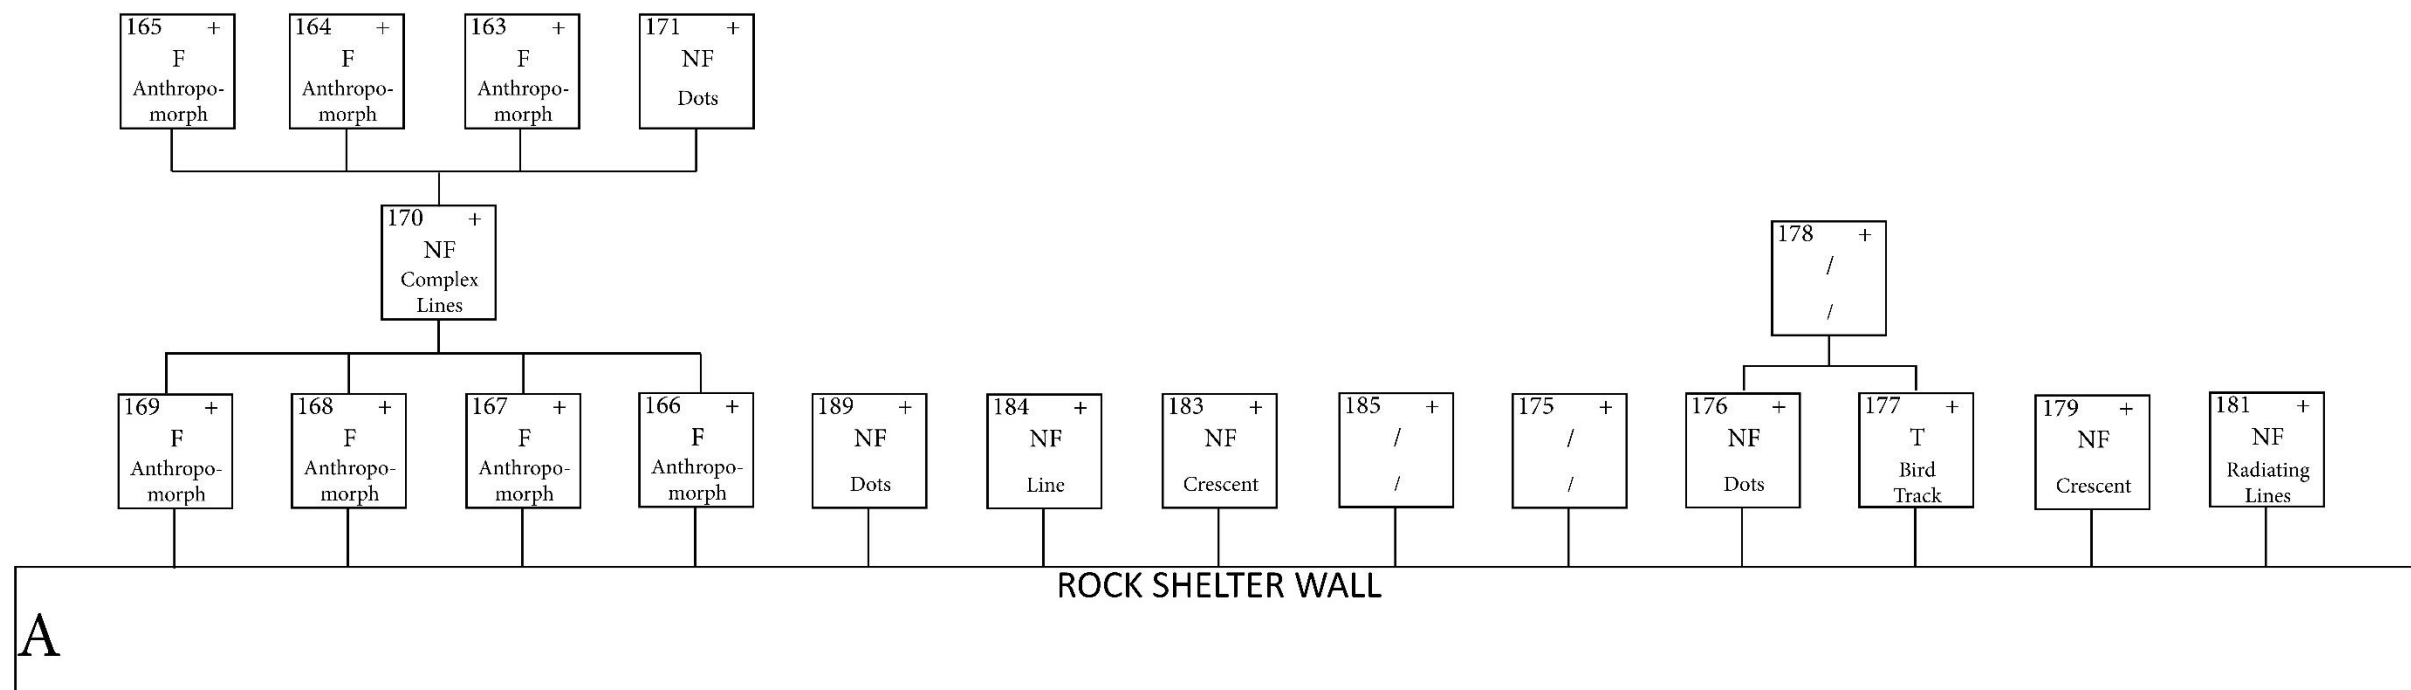 165 +
F
Anthropo-
morph
164 +
F
Anthropo-
morph
163 +
F
Anthropo-
morph
171 +
NF
Dots
170 +
NF
Complex
Lines
178 +
/
/
169 +
F
Anthropo-
morph
168 +
F
Anthropo-
morph
167 +
F
Anthropo-
morph
166 +
F
Anthropo-
morph
189 +
NF
Dots
184 +
NF
Line
183 +
NF
Crescent
185 +
/
/
175 +
/
/
176 +
NF
Dots
177 +
T
Bird
Track
179 +
NF
Crescent
181 +
NF
Radiating
Lines
ROCK SHELTER WALL
A